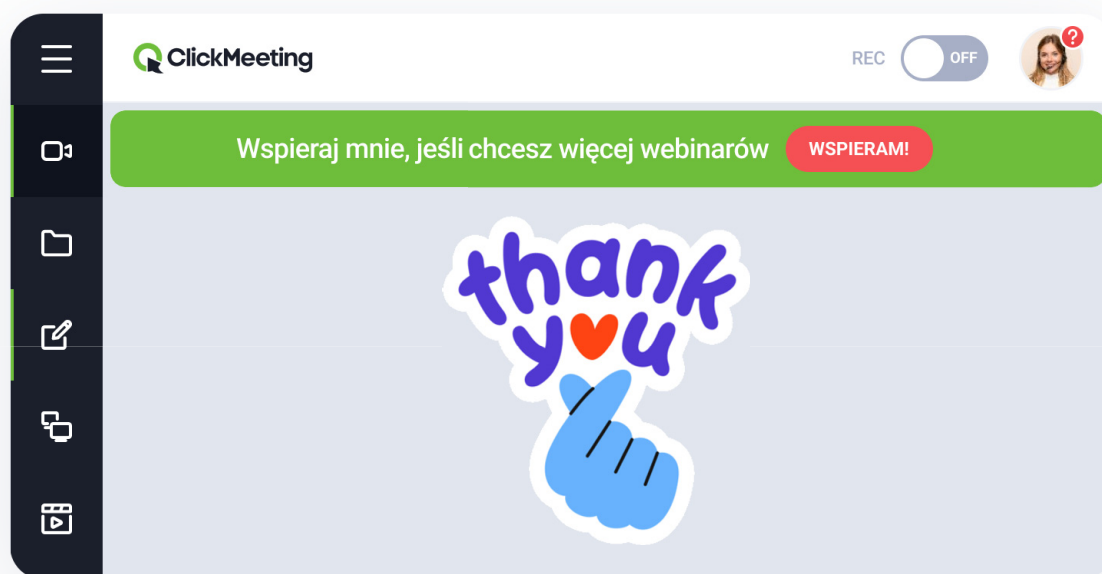 ClickMeeting
REC
OFF
?
Wspieraj mnie, jeśli chcesz więcej webinarów
WSPIERAM!
thank
you